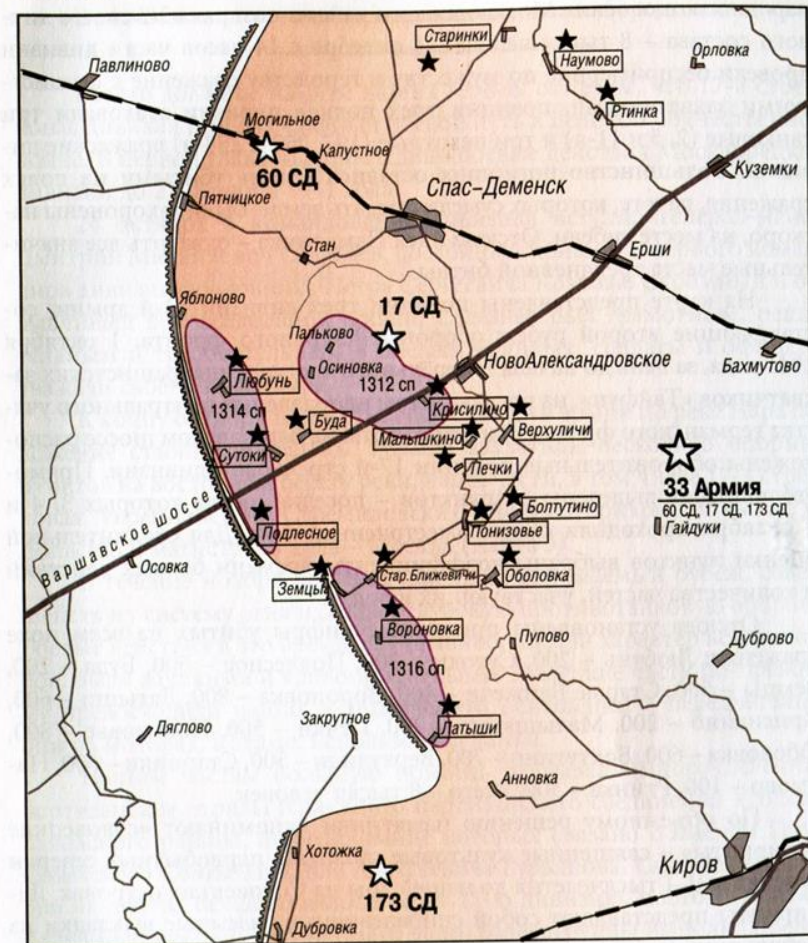 Старинки
Наумово
Орловка
Павлиново
Ртинка
Могильное
Капустное
Куземки
60 СД
Спас–Деменск
Пятницкое
Стан
Ерши
Яблоново
17 СД
Пальково
Осиновка
НовоАлександровское
Бахмутово
Любунь
1312 сп
1314 сп
Крисилино
Буда
Малышкино
Верхуличи
Сутоки
Печки
33 Армия
60 СД, 17 СД, 173 СД
Гайдуки
Болтутино
Варшавское шоссе
Подлесное
Понизовье
Осовка
Земцы
Стар.Ближевичи
Оболовка
Вороновка
Пупово
Дуброво
1316 сп
Дяглово
Закрутное
Латыши
Анновка
Хотожка
Киров
173 СД
Дубровка